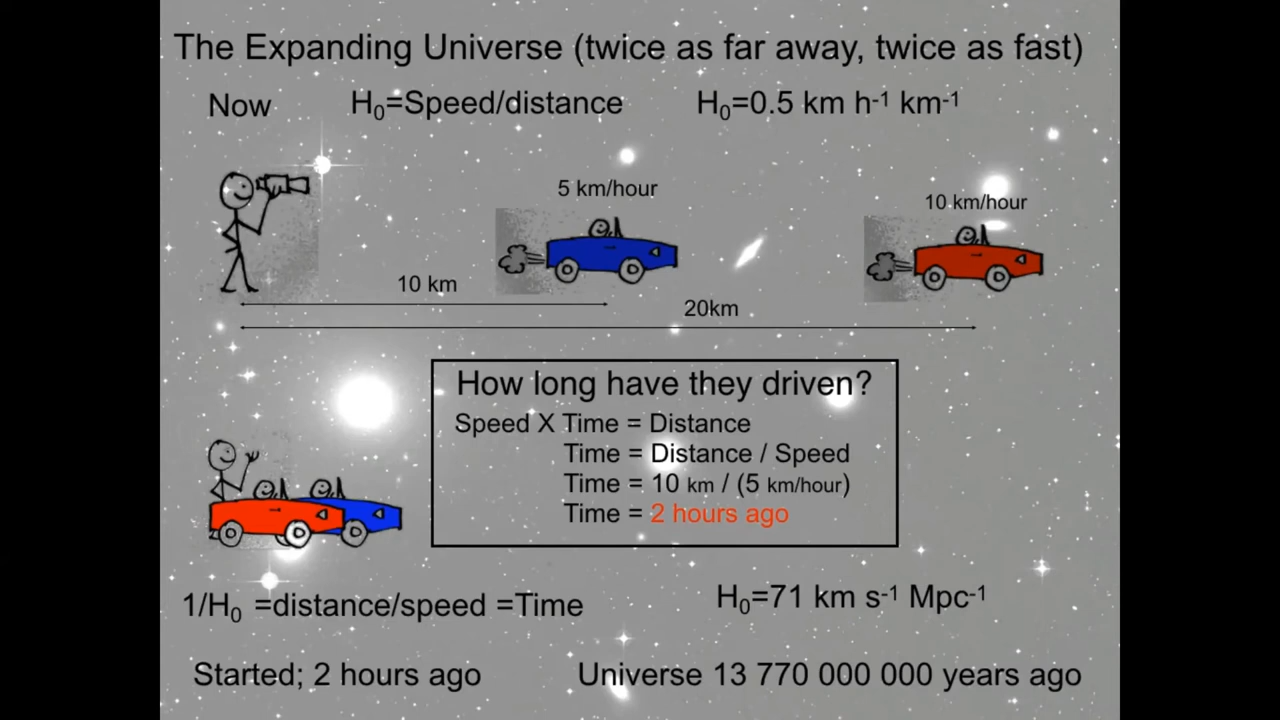 The Expanding Universe (twice as far away, twice as fast)
Now H₀=Speed/distance H₀=0.5 km h⁻¹ km⁻¹
5 km/hour
10 km/hour
10 km
20km
How long have they driven?
Speed X Time = Distance
Time = Distance / Speed
Time = 10 km / (5 km/hour)
Time = 2 hours ago
1/H₀ =distance/speed =Time H₀=71 km s⁻¹ Mpc⁻¹
Started; 2 hours ago Universe 13 770 000 000 years ago